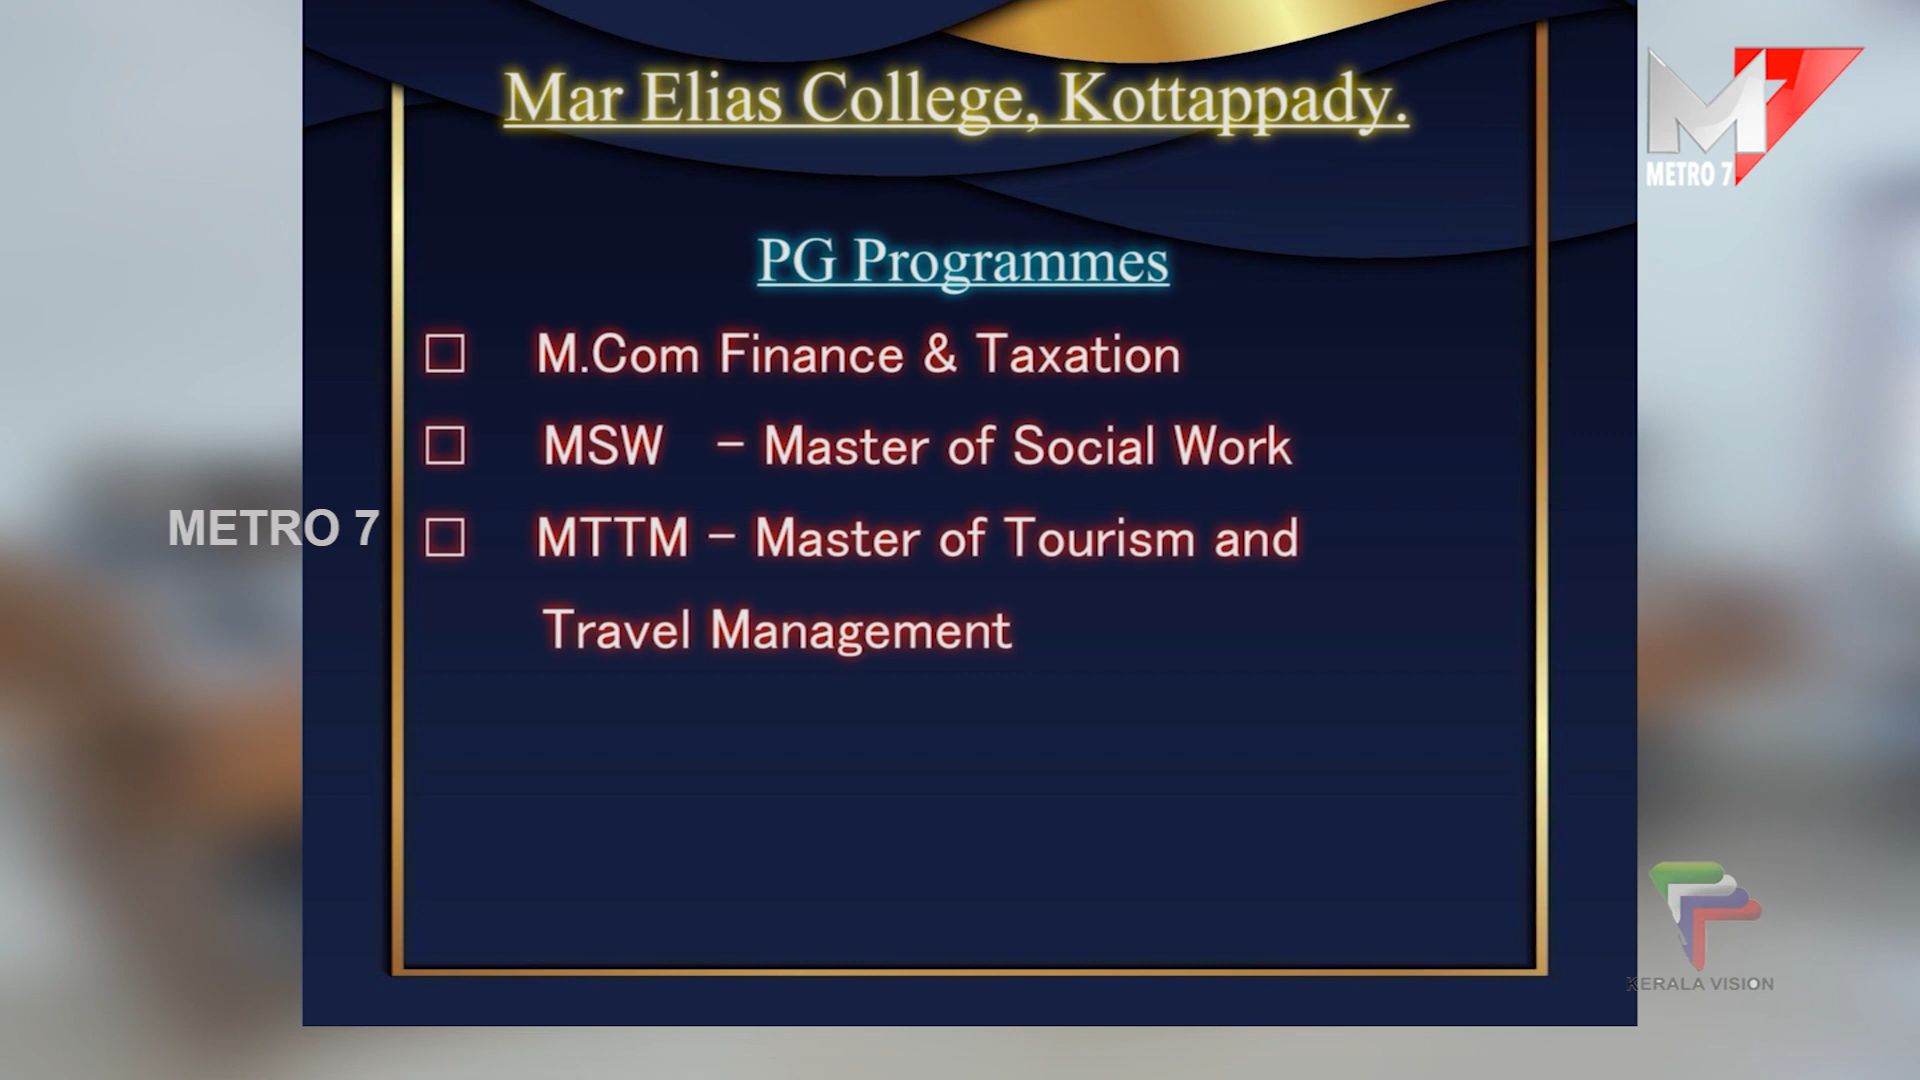 Mar Elias College, Kottappady.
M7
METRO 7
PG Programmes
☐ M.Com Finance & Taxation
☐ MSW - Master of Social Work
METRO 7
☐ MTTM - Master of Tourism and
Travel Management
KERALA VISION